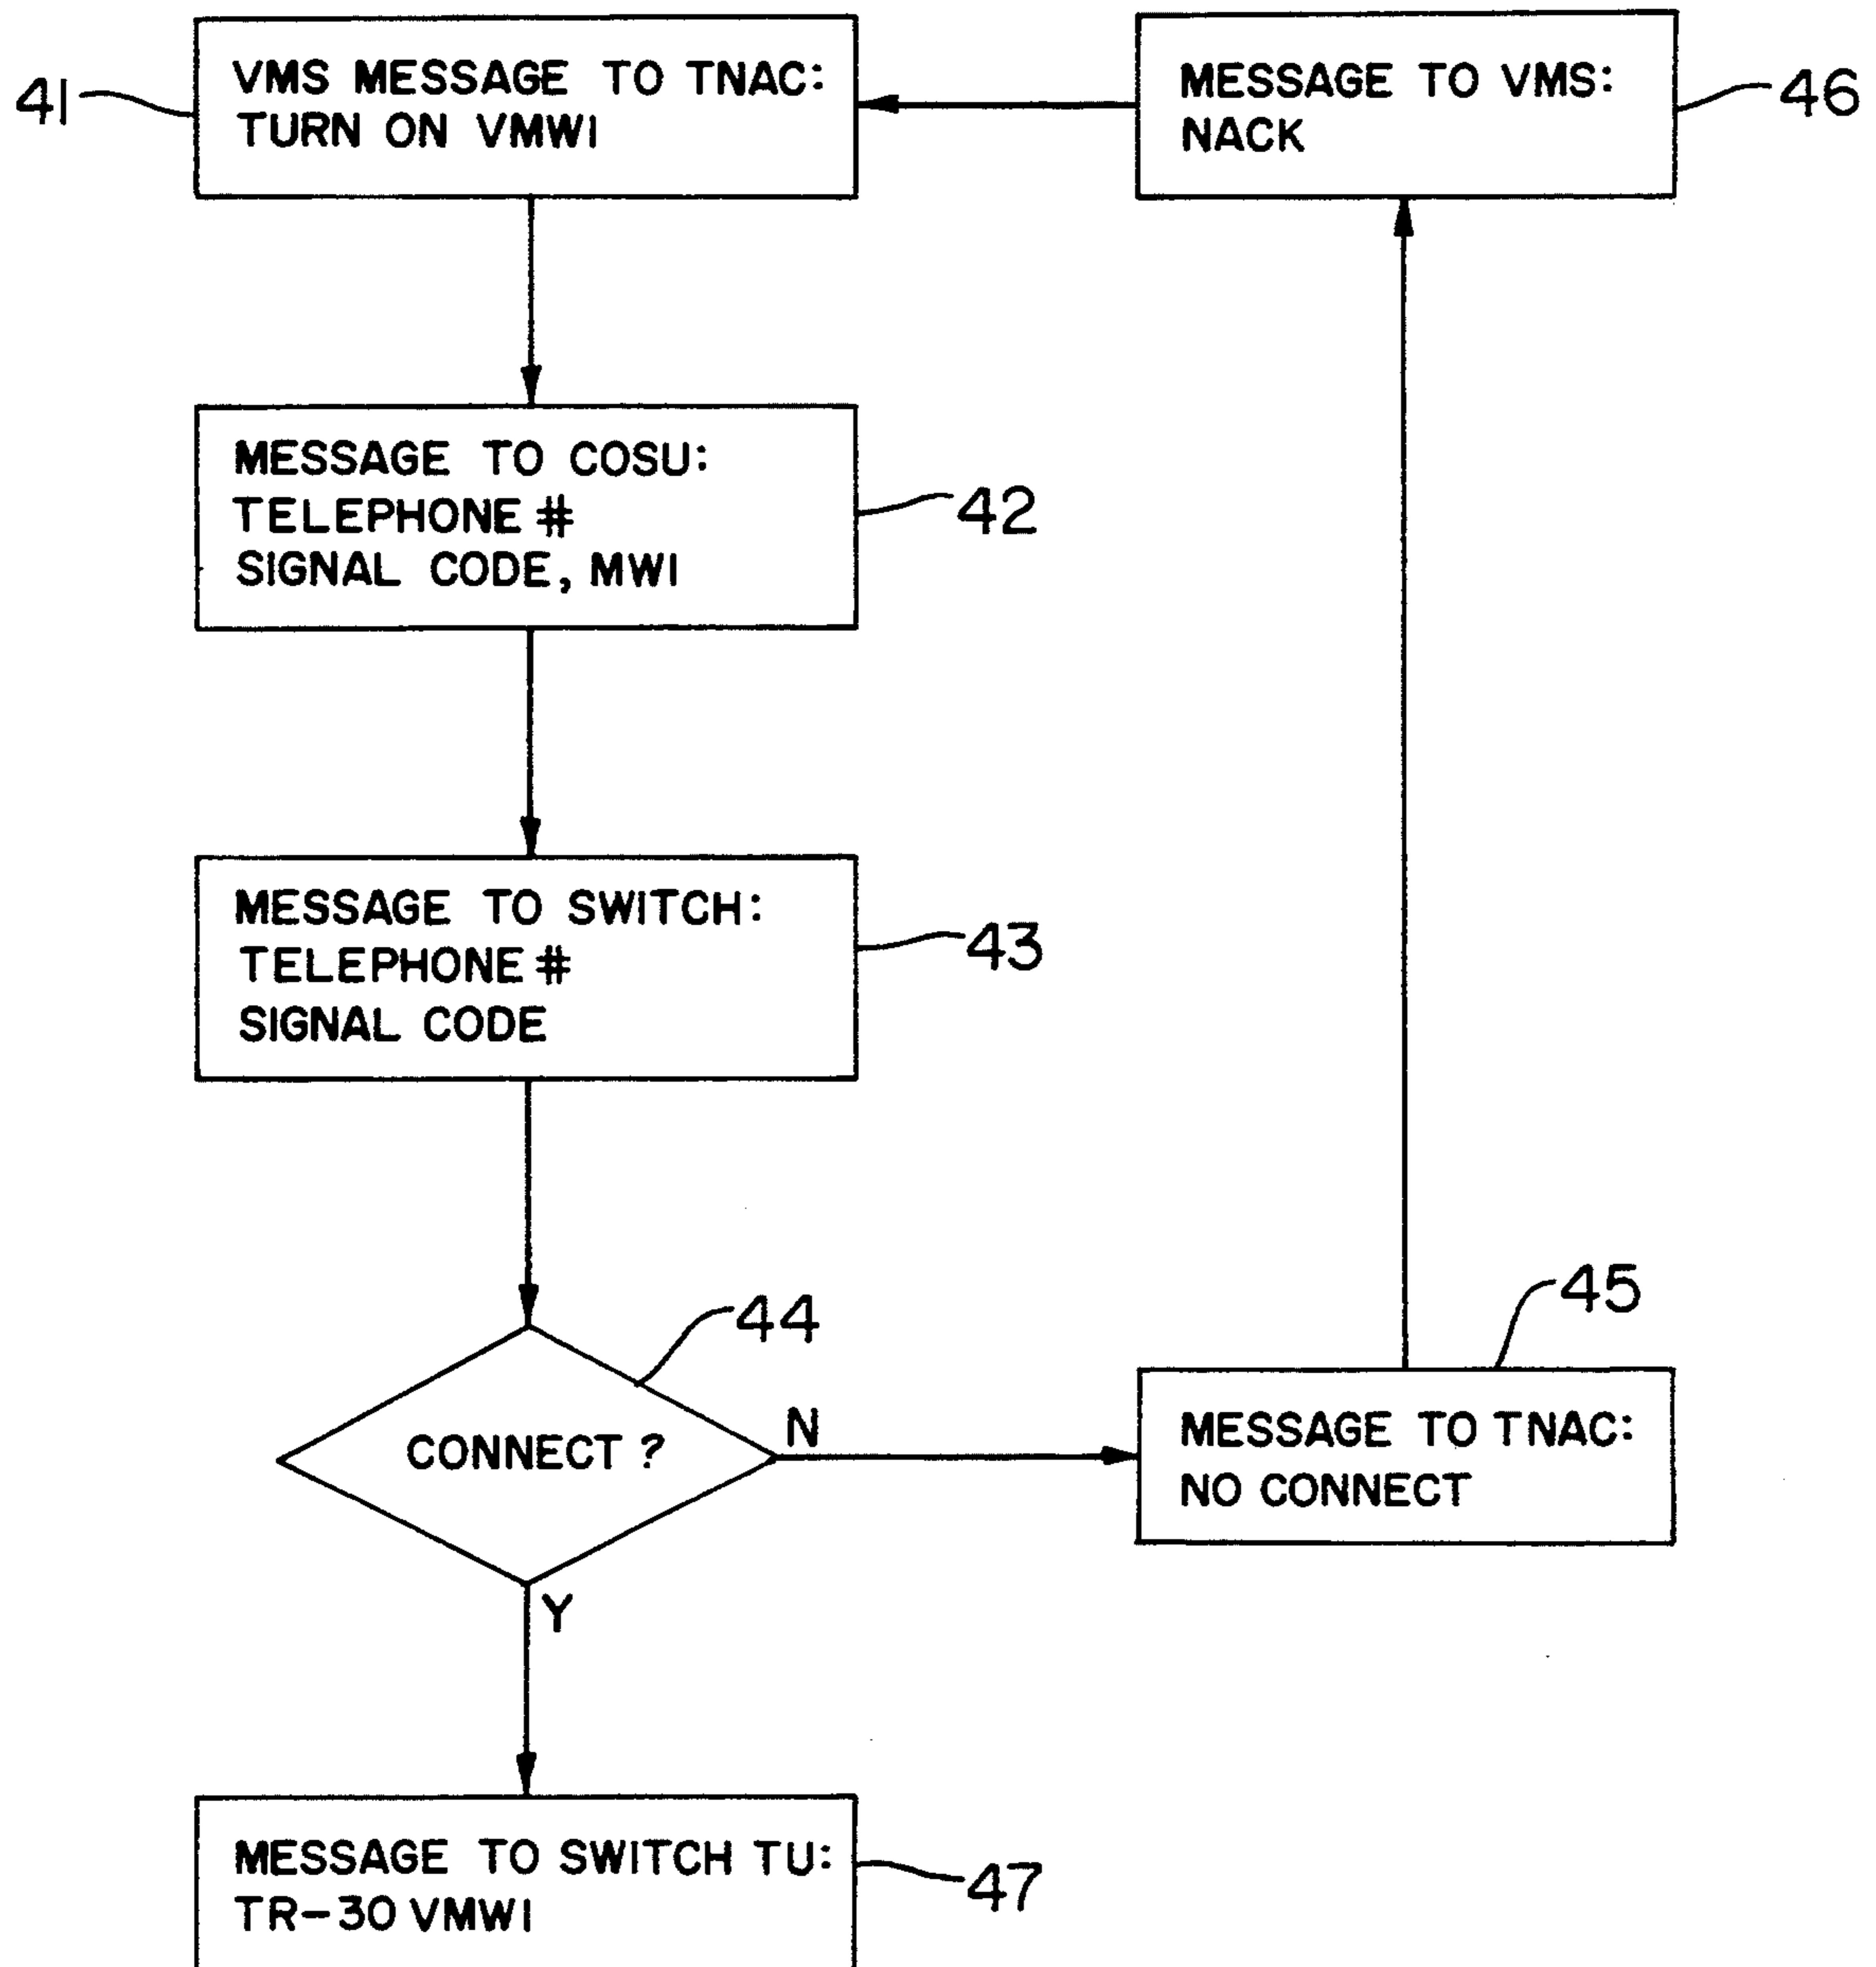 41
VMS MESSAGE TO TNAC:
TURN ON VMWI
MESSAGE TO VMS:
NACK
46
MESSAGE TO COSU:
TELEPHONE #
SIGNAL CODE, MWI
42
MESSAGE TO SWITCH:
TELEPHONE #
SIGNAL CODE
43
44
CONNECT ?
N
Y
45
MESSAGE TO TNAC:
NO CONNECT
MESSAGE TO SWITCH TU:
TR-30 VMWI
47